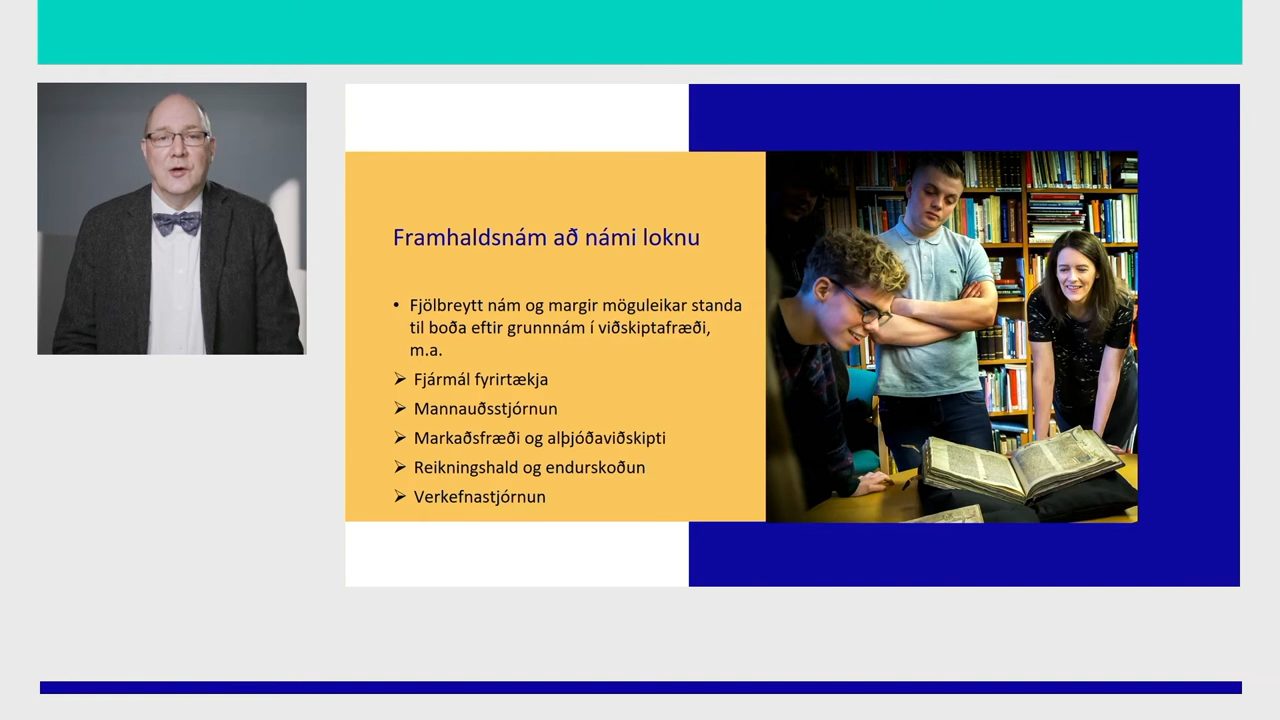 Framhaldsnám að námi loknu
• Fjölbreytt nám og margir möguleikar standa
til boða eftir grunnnám í viðskiptafræði,
m.a.
➢ Fjármál fyrirtækja
➢ Mannauðsstjórnun
➢ Markaðsfræði og alþjóðaviðskipti
➢ Reikningshald og endurskoðun
➢ Verkefnastjórnun